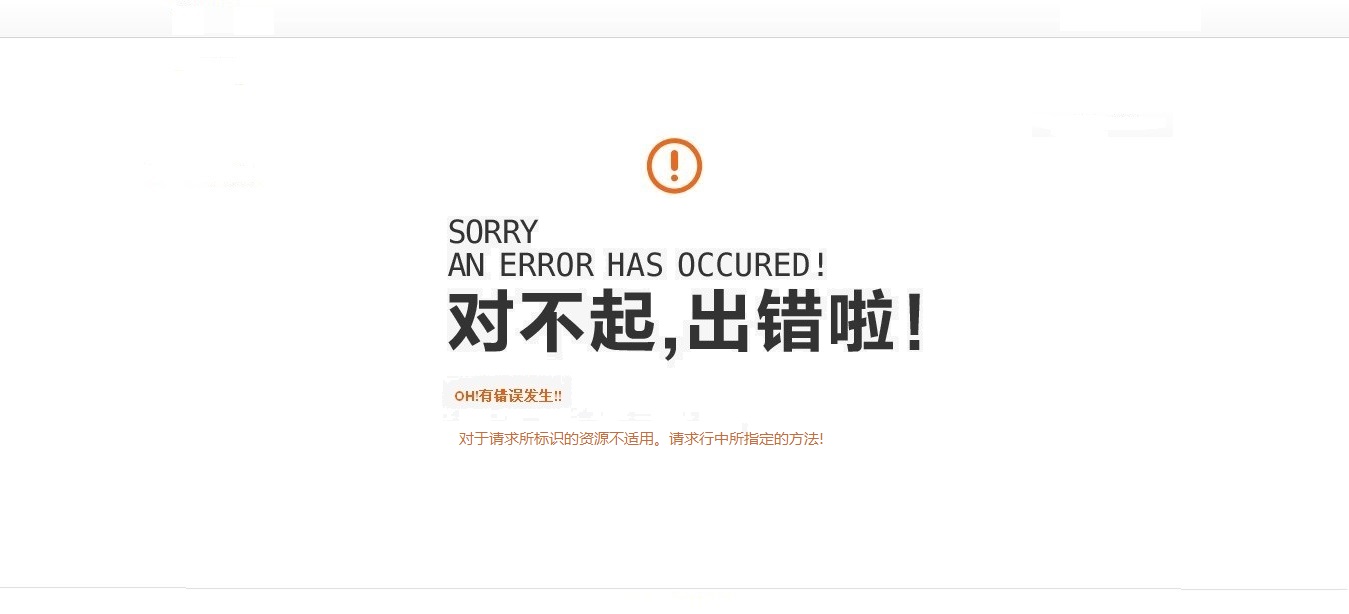 SORRY
AN ERROR HAS OCCURED!
对不起,出错啦!
OH!有错误发生!!
对于请求所标识的资源不适用。请求行中所指定的方法!